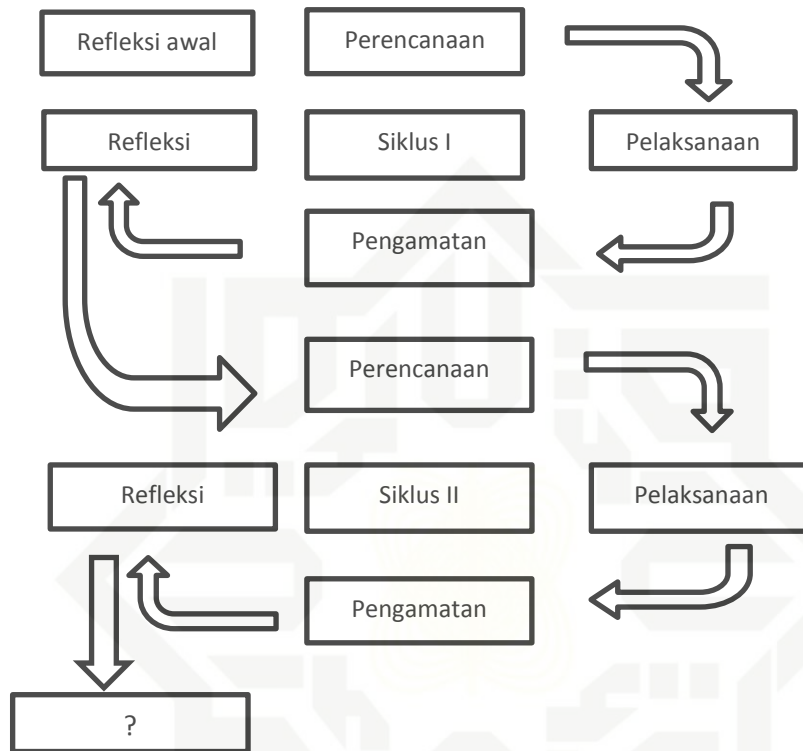 Refleksi awal
Perencanaan
Refleksi
Siklus I
Pelaksanaan
Pengamatan
Perencanaan
Refleksi
Siklus II
Pelaksanaan
Pengamatan
?